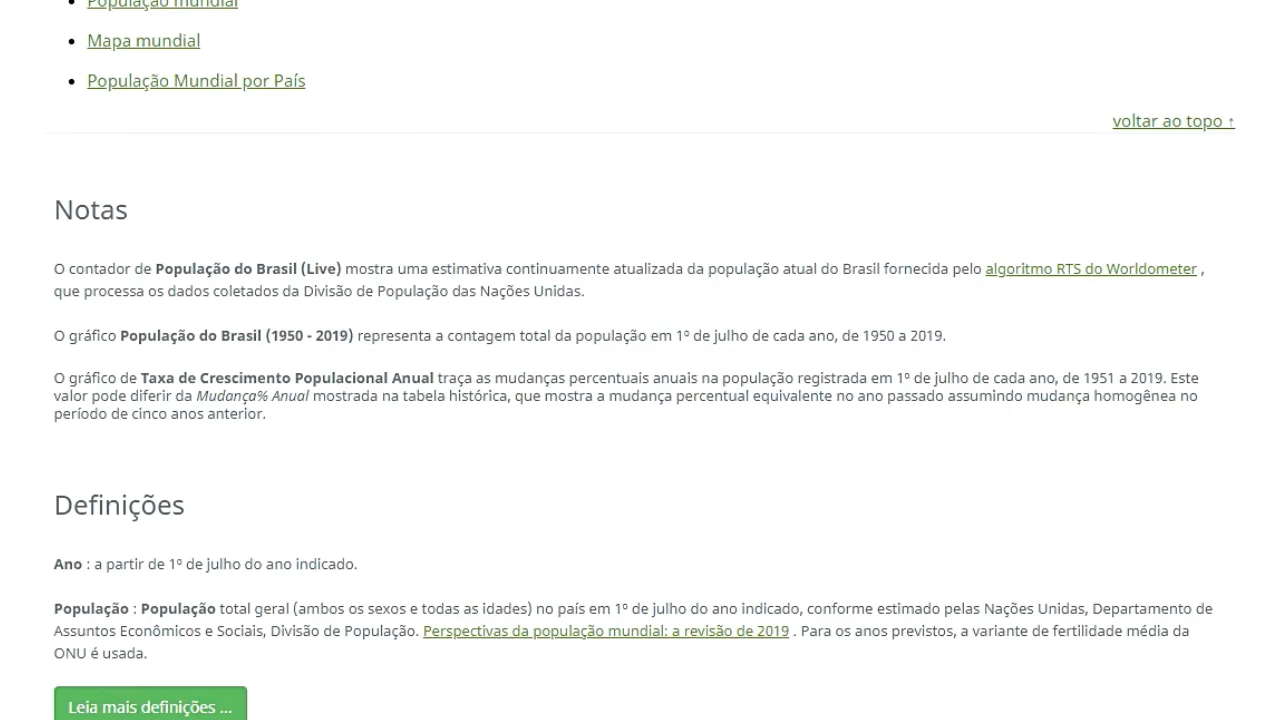 População mundial
Mapa mundial
População Mundial por País
voltar ao topo ↑
Notas
O contador de População do Brasil (Live) mostra uma estimativa continuamente atualizada da população atual do Brasil fornecida pelo algoritmo RTS do Worldometer ,
que processa os dados coletados da Divisão de População das Nações Unidas.
O gráfico População do Brasil (1950 - 2019) representa a contagem total da população em 1º de julho de cada ano, de 1950 a 2019.
O gráfico de Taxa de Crescimento Populacional Anual traça as mudanças percentuais anuais na população registrada em 1º de julho de cada ano, de 1951 a 2019. Este
valor pode diferir da Mudança% Anual mostrada na tabela histórica, que mostra a mudança percentual equivalente no ano passado assumindo mudança homogênea no
período de cinco anos anterior.
Definições
Ano : a partir de 1º de julho do ano indicado.
População : População total geral (ambos os sexos e todas as idades) no país em 1º de julho do ano indicado, conforme estimado pelas Nações Unidas, Departamento de
Assuntos Econômicos e Sociais, Divisão de População. Perspectivas da população mundial: a revisão de 2019 . Para os anos previstos, a variante de fertilidade média da
ONU é usada.
Leia mais definições ...